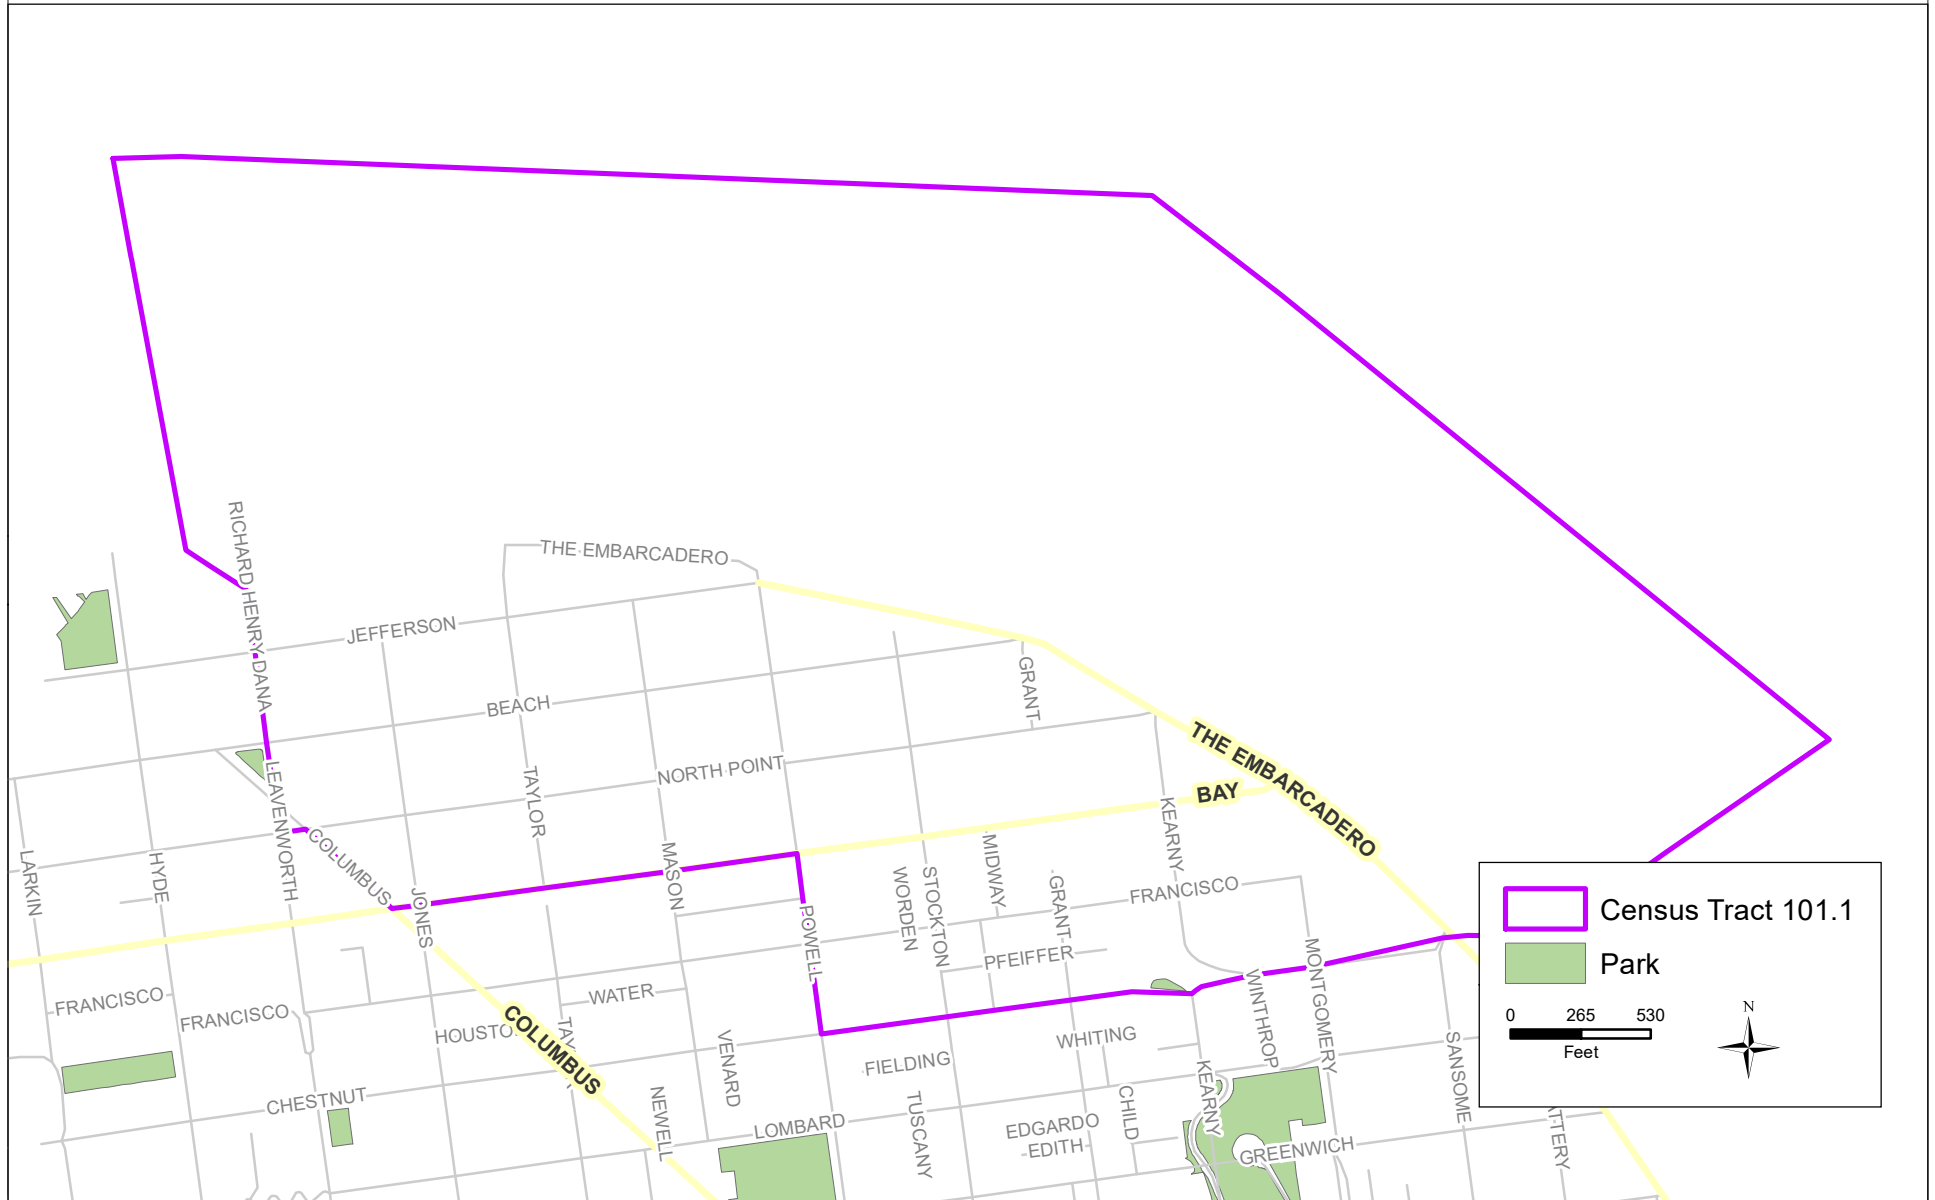 RICHARD HENRY DANA
THE EMBARCADERO
JEFFERSON
BEACH
GRANT
NORTH POINT
THE EMBARCADERO
BAY
TAYLOR
KEARNY
LEAVENWORTH
COLUMBUS
LARKIN
HYDE
MASON
JONES
MIDWAY
WORDEN
STOCKTON
GRANT
FRANCISCO
POWELL
PFEIFFER
MONTGOMERY
WINTHROP
FRANCISCO
FRANCISCO
WATER
HOUSTO
COLUMBUS
TAY
VENARD
WHITING
FIELDING
SANSOME
KEARNY
CHESTNUT
NEWELL
LOMBARD
TUSCANY
EDGARDO
EDITH
CHILD
GREENWICH
ATTERY
Census Tract 101.1
Park
0 265 530
Feet
N